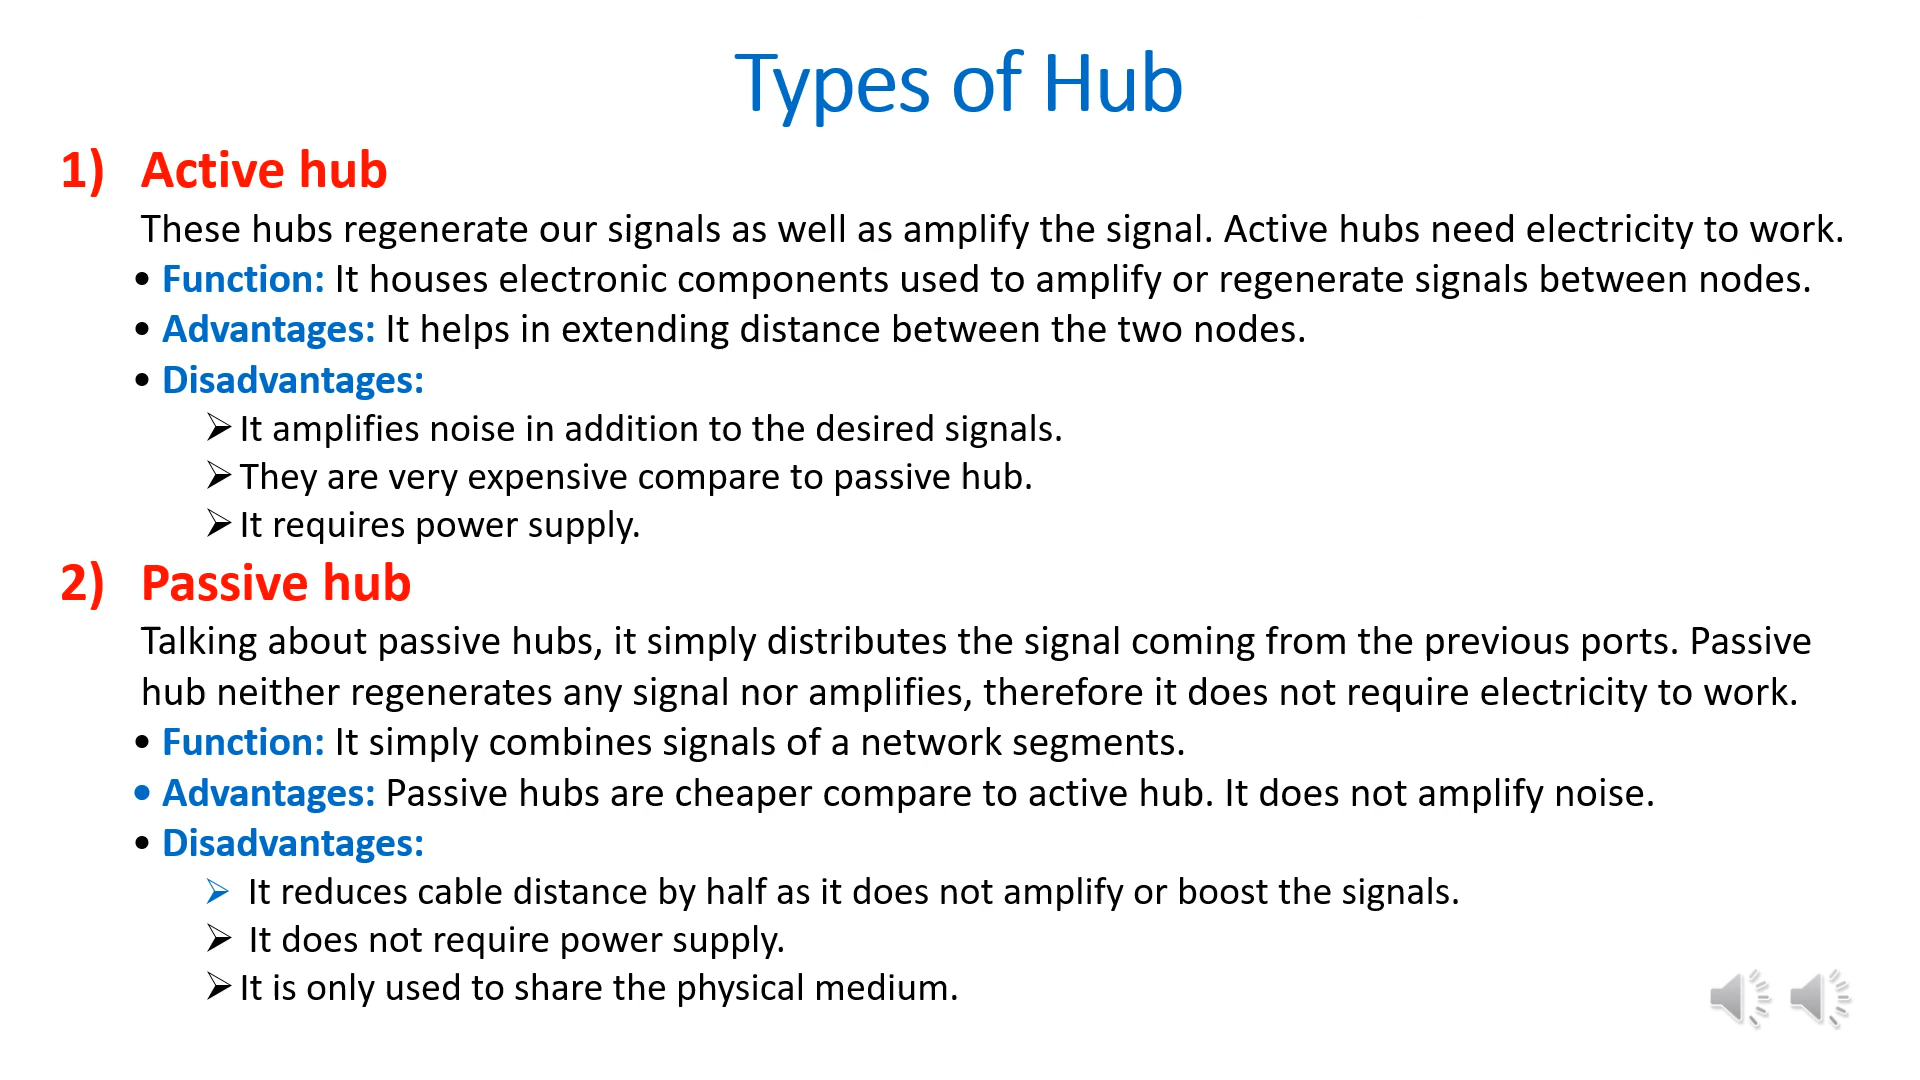 Types of Hub
1) Active hub
These hubs regenerate our signals as well as amplify the signal. Active hubs need electricity to work.
• Function: It houses electronic components used to amplify or regenerate signals between nodes.
• Advantages: It helps in extending distance between the two nodes.
• Disadvantages:
➢ It amplifies noise in addition to the desired signals.
➢ They are very expensive compare to passive hub.
➢ It requires power supply.
2) Passive hub
Talking about passive hubs, it simply distributes the signal coming from the previous ports. Passive
hub neither regenerates any signal nor amplifies, therefore it does not require electricity to work.
• Function: It simply combines signals of a network segments.
• Advantages: Passive hubs are cheaper compare to active hub. It does not amplify noise.
• Disadvantages:
➢ It reduces cable distance by half as it does not amplify or boost the signals.
➢ It does not require power supply.
➢ It is only used to share the physical medium.